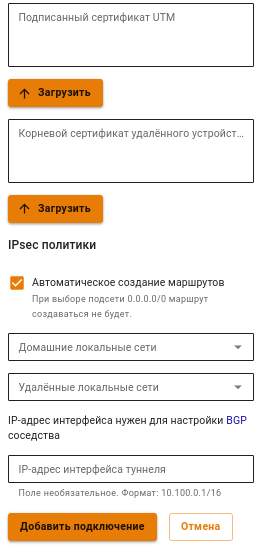 Подписанный сертификат UTM
Загрузить
Корневой сертификат удалённого устройст...
Загрузить
IPsec политики
Автоматическое создание маршрутов
При выборе подсети 0.0.0.0/0 маршрут
создаваться не будет.
Домашние локальные сети
Удалённые локальные сети
IP-адрес интерфейса нужен для настройки BGP
соседства
IP-адрес интерфейса туннеля
Поле необязательное. Формат: 10.100.0.1/16
Добавить подключение
Отмена